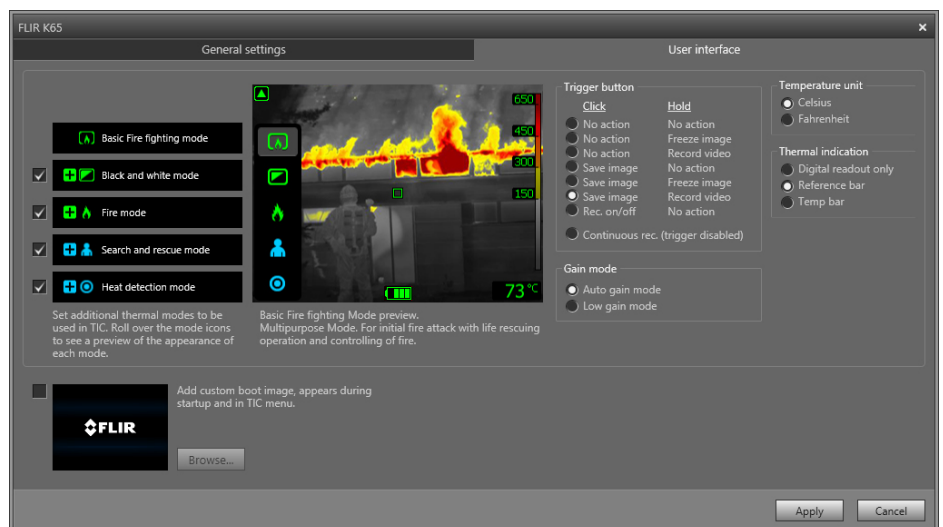 FLIR K65
×
General settings
User interface
Basic Fire fighting mode
Black and white mode
Fire mode
Search and rescue mode
Heat detection mode
Set additional thermal modes to be
used in TIC. Roll over the mode icons
to see a preview of the appearance of
each mode.
650
450
300
150
73°C
Basic Fire fighting Mode preview.
Multipurpose Mode. For initial fire attack with life rescuing
operation and controlling of fire.
Trigger button
Click Hold
No action No action
No action Freeze image
No action Record video
Save image No action
Save image Freeze image
Save image Record video
Rec. on/off No action
Continuous rec. (trigger disabled)
Gain mode
Auto gain mode
Low gain mode
Temperature unit
Celsius
Fahrenheit
Thermal indication
Digital readout only
Reference bar
Temp bar
FLIR
Add custom boot image, appears during
startup and in TIC menu.
Browse...
Apply
Cancel